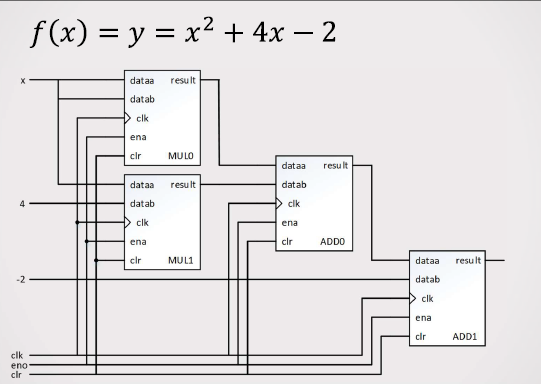 f(x) = y = x² + 4x − 2
x
dataa result
datab
clk
ena
clr MUL0
dataa result
4 datab
clk
ena
clr MUL1
dataa result
datab
clk
ena
clr ADD0
dataa result
-2 datab
clk
ena
clr ADD1
clk
eno
clr